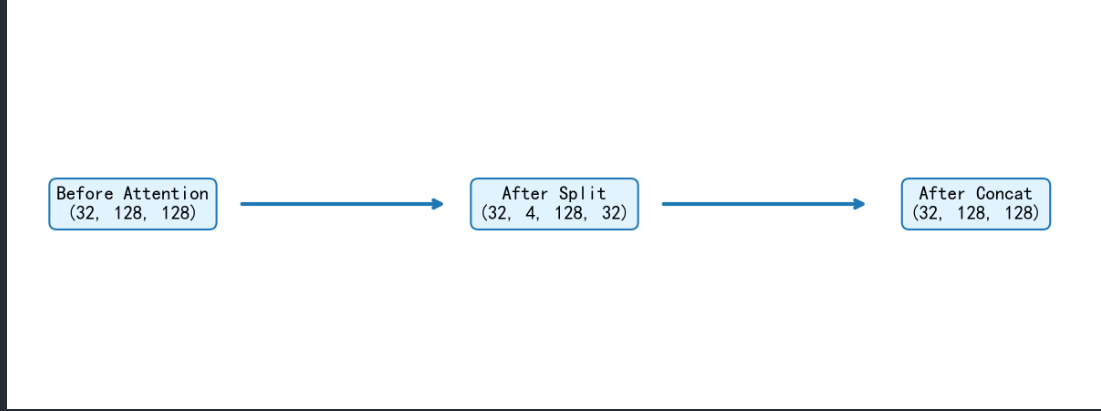 Before Attention
(32, 128, 128)
After Split
(32, 4, 128, 32)
After Concat
(32, 128, 128)